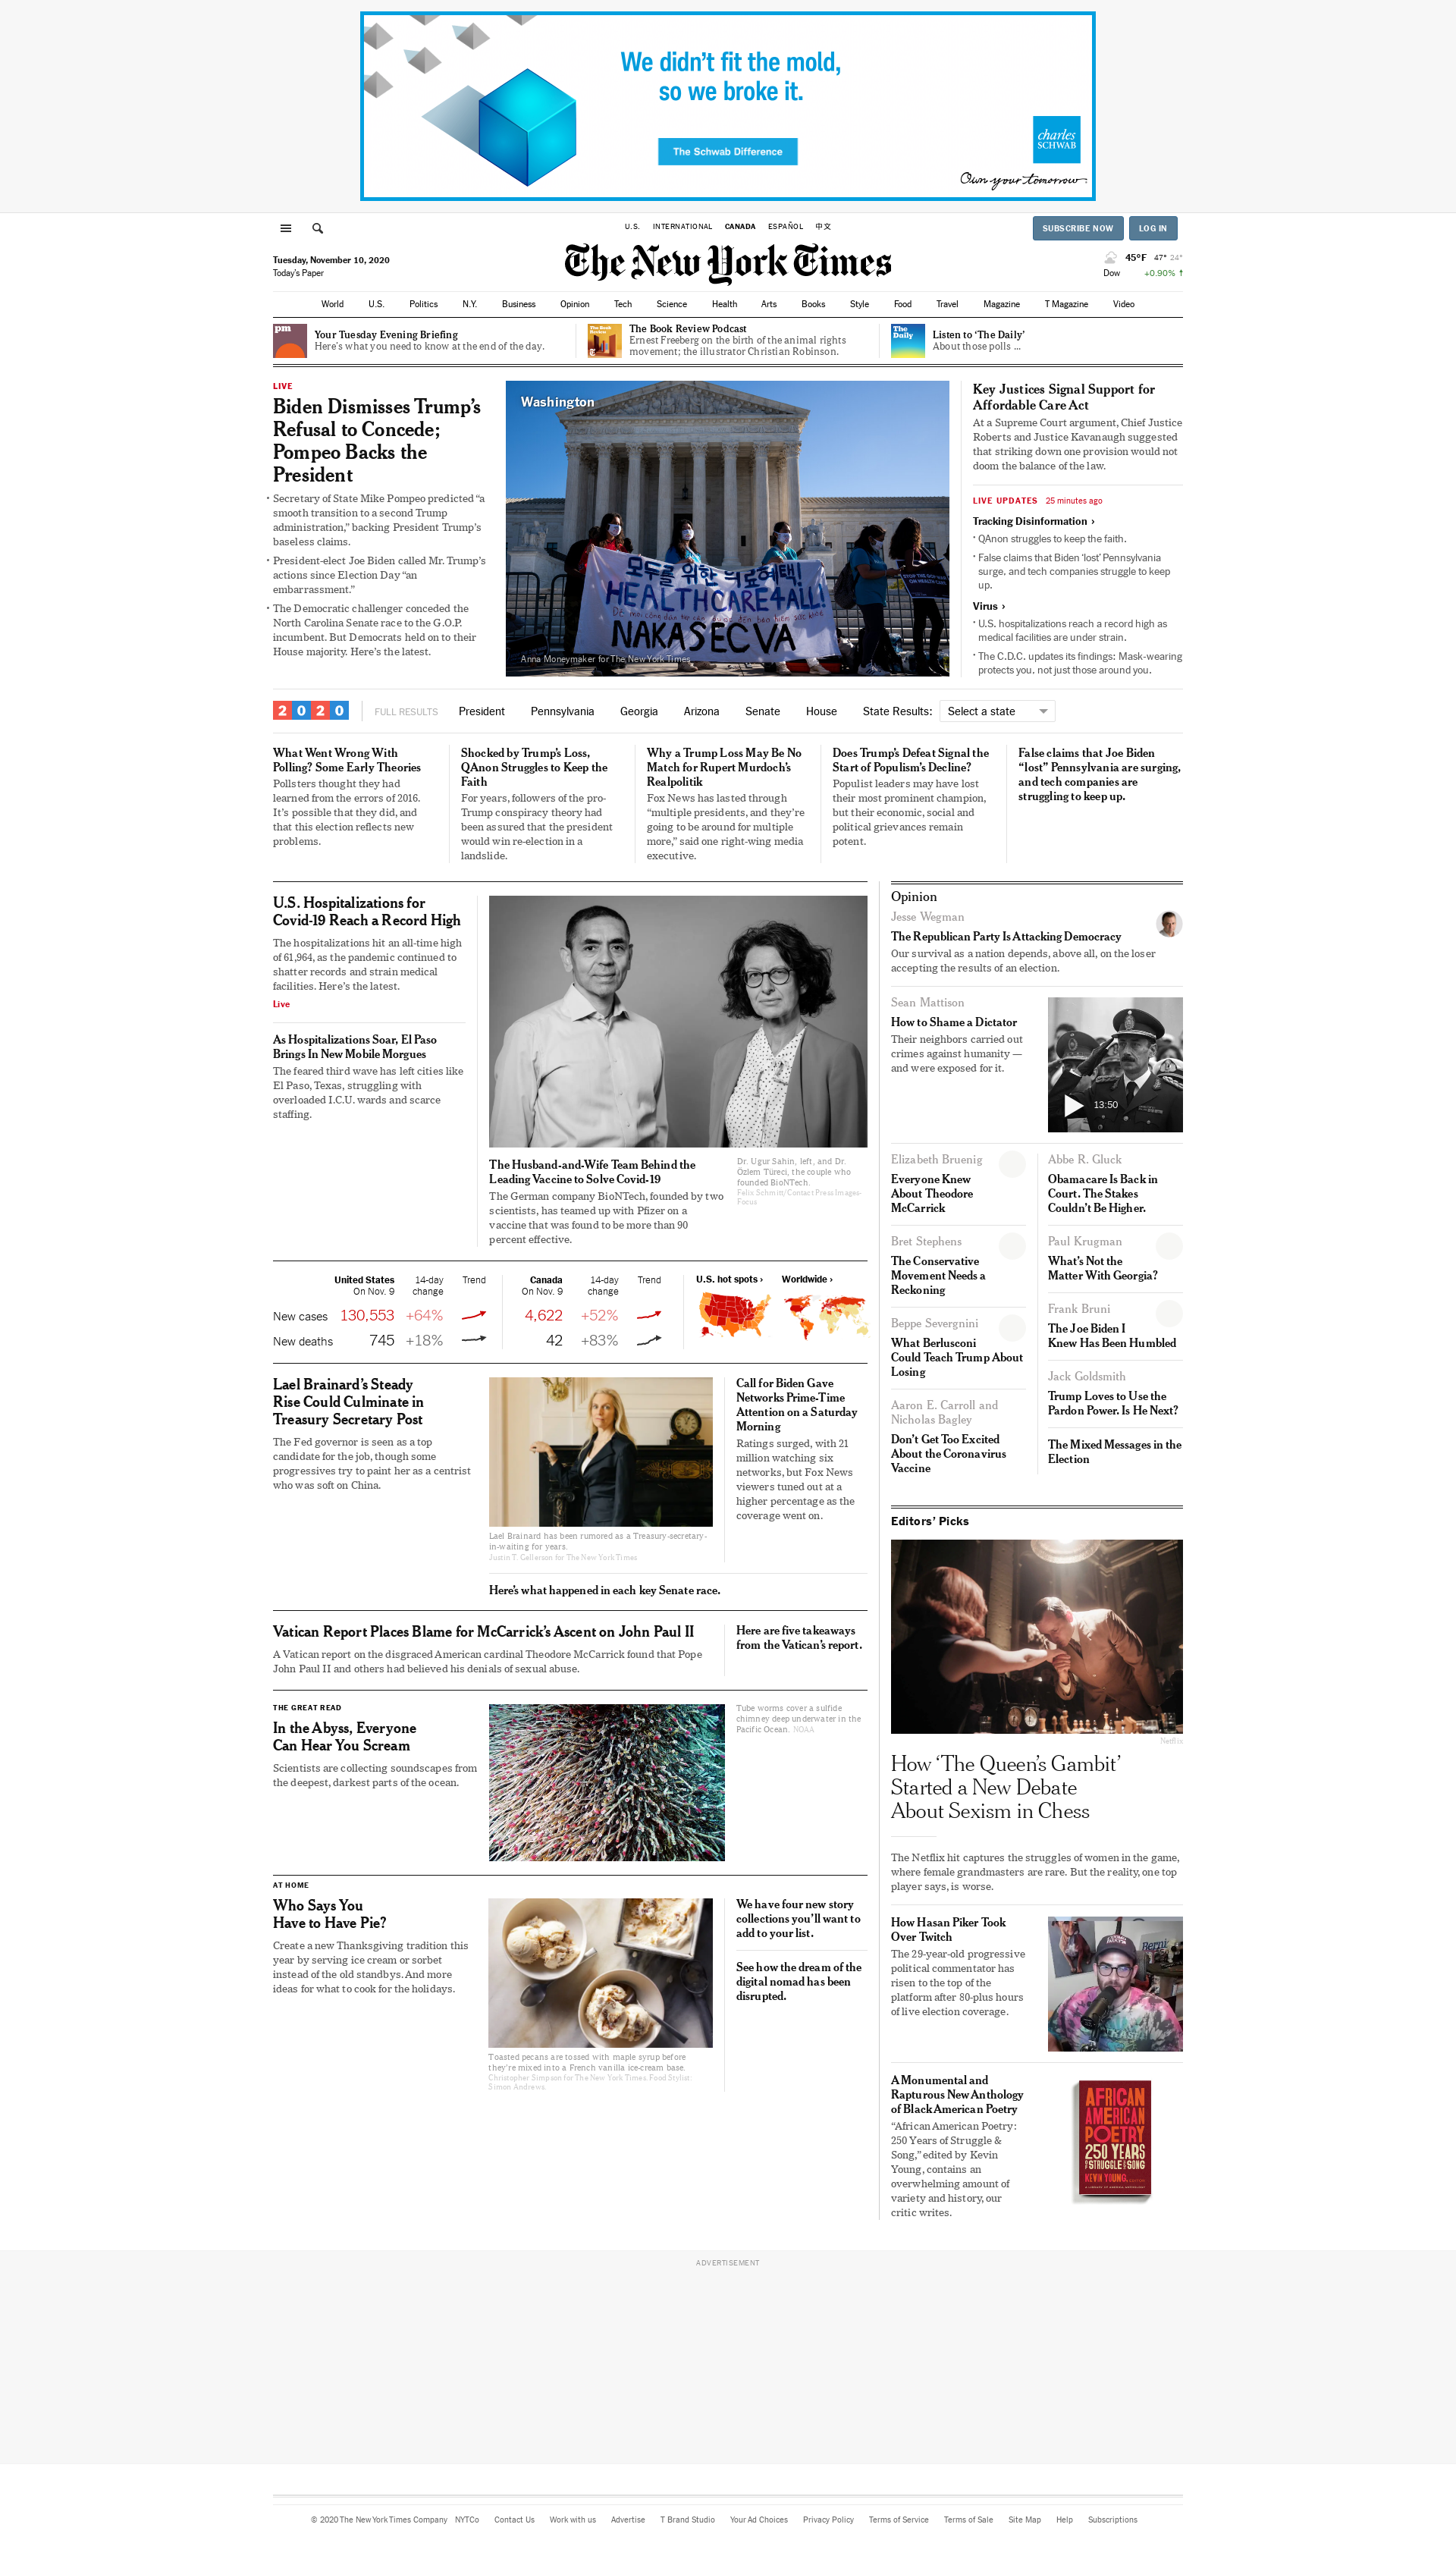 We didn't fit the mold,
so we broke it.
The Schwab Difference
charles
SCHWAB
Own your tomorrow.
U.S.
INTERNATIONAL
CANADA
ESPAÑOL
中文
SUBSCRIBE NOW
LOG IN
Tuesday, November 10, 2020
Today's Paper
The New York Times
45°F 47° 24°
Dow +0.90% ↑
World
U.S.
Politics
N.Y.
Business
Opinion
Tech
Science
Health
Arts
Books
Style
Food
Travel
Magazine
T Magazine
Video
pm
Your Tuesday Evening Briefing
Here's what you need to know at the end of the day.
The Book
Review
The Book Review Podcast
Ernest Freeberg on the birth of the animal rights
movement; the illustrator Christian Robinson.
The
Daily
Listen to ‘The Daily’
About those polls ...
LIVE
Biden Dismisses Trump’s
Refusal to Concede;
Pompeo Backs the
President
• Secretary of State Mike Pompeo predicted “a
smooth transition to a second Trump
administration,” backing President Trump’s
baseless claims.
• President-elect Joe Biden called Mr. Trump’s
actions since Election Day “an
embarrassment.”
• The Democratic challenger conceded the
North Carolina Senate race to the G.O.P.
incumbent. But Democrats held on to their
House majority. Here’s the latest.
Washington
모두를 위한 의료혜택
HEALTHCARE4ALL!
NAKASECVA
Anna Moneymaker for The New York Times
Key Justices Signal Support for
Affordable Care Act
At a Supreme Court argument, Chief Justice
Roberts and Justice Kavanaugh suggested
that striking down one provision would not
doom the balance of the law.
LIVE UPDATES 25 minutes ago
Tracking Disinformation ›
• QAnon struggles to keep the faith.
• False claims that Biden ‘lost’ Pennsylvania
surge, and tech companies struggle to keep
up.
Virus ›
• U.S. hospitalizations reach a record high as
medical facilities are under strain.
• The C.D.C. updates its findings: Mask-wearing
protects you, not just those around you.
2020
FULL RESULTS
President
Pennsylvania
Georgia
Arizona
Senate
House
State Results:
Select a state
What Went Wrong With
Polling? Some Early Theories
Pollsters thought they had
learned from the errors of 2016.
It’s possible that they did, and
that this election reflects new
problems.
Shocked by Trump’s Loss,
QAnon Struggles to Keep the
Faith
For years, followers of the pro-
Trump conspiracy theory had
been assured that the president
would win re-election in a
landslide.
Why a Trump Loss May Be No
Match for Rupert Murdoch’s
Realpolitik
Fox News has lasted through
“multiple presidents, and they’re
going to be around for multiple
more,” said one right-wing media
executive.
Does Trump’s Defeat Signal the
Start of Populism’s Decline?
Populist leaders may have lost
their most prominent champion,
but their economic, social and
political grievances remain
potent.
False claims that Joe Biden
“lost” Pennsylvania are surging,
and tech companies are
struggling to keep up.
U.S. Hospitalizations for
Covid-19 Reach a Record High
The hospitalizations hit an all-time high
of 61,964, as the pandemic continued to
shatter records and strain medical
facilities. Here’s the latest.
Live
As Hospitalizations Soar, El Paso
Brings In New Mobile Morgues
The feared third wave has left cities like
El Paso, Texas, struggling with
overloaded I.C.U. wards and scarce
staffing.
The Husband-and-Wife Team Behind the
Leading Vaccine to Solve Covid-19
The German company BioNTech, founded by two
scientists, has teamed up with Pfizer on a
vaccine that was found to be more than 90
percent effective.
Dr. Ugur Sahin, left, and Dr.
Özlem Türeci, the couple who
founded BioNTech.
Felix Schmitt/Contact Press Images-
Focus
United States
On Nov. 9
14-day
change
Trend
New cases 130,553 +64%
New deaths 745 +18%
Canada
On Nov. 9
14-day
change
Trend
4,622 +52%
42 +83%
U.S. hot spots ›
Worldwide ›
Lael Brainard’s Steady
Rise Could Culminate in
Treasury Secretary Post
The Fed governor is seen as a top
candidate for the job, though some
progressives try to paint her as a centrist
who was soft on China.
Lael Brainard has been rumored as a Treasury-secretary-
in-waiting for years.
Justin T. Gellerson for The New York Times
Call for Biden Gave
Networks Prime-Time
Attention on a Saturday
Morning
Ratings surged, with 21
million watching six
networks, but Fox News
viewers tuned out at a
higher percentage as the
coverage went on.
Here’s what happened in each key Senate race.
Vatican Report Places Blame for McCarrick’s Ascent on John Paul II
A Vatican report on the disgraced American cardinal Theodore McCarrick found that Pope
John Paul II and others had believed his denials of sexual abuse.
Here are five takeaways
from the Vatican’s report.
THE GREAT READ
In the Abyss, Everyone
Can Hear You Scream
Scientists are collecting soundscapes from
the deepest, darkest parts of the ocean.
Tube worms cover a sulfide
chimney deep underwater in the
Pacific Ocean. NOAA
AT HOME
Who Says You
Have to Have Pie?
Create a new Thanksgiving tradition this
year by serving ice cream or sorbet
instead of the old standbys. And more
ideas for what to cook for the holidays.
Toasted pecans are tossed with maple syrup before
they’re mixed into a French vanilla ice-cream base.
Christopher Simpson for The New York Times. Food Stylist:
Simon Andrews.
We have four new story
collections you’ll want to
add to your list.
See how the dream of the
digital nomad has been
disrupted.
Opinion
Jesse Wegman
The Republican Party Is Attacking Democracy
Our survival as a nation depends, above all, on the loser
accepting the results of an election.
Sean Mattison
How to Shame a Dictator
Their neighbors carried out
crimes against humanity —
and were exposed for it.
13:50
Elizabeth Bruenig
Everyone Knew
About Theodore
McCarrick
Bret Stephens
The Conservative
Movement Needs a
Reckoning
Beppe Severgnini
What Berlusconi
Could Teach Trump About
Losing
Aaron E. Carroll and
Nicholas Bagley
Don’t Get Too Excited
About the Coronavirus
Vaccine
Abbe R. Gluck
Obamacare Is Back in
Court. The Stakes
Couldn’t Be Higher.
Paul Krugman
What’s Not the
Matter With Georgia?
Frank Bruni
The Joe Biden I
Knew Has Been Humbled
Jack Goldsmith
Trump Loves to Use the
Pardon Power. Is He Next?
The Mixed Messages in the
Election
Editors’ Picks
Netflix
How ‘The Queen’s Gambit’
Started a New Debate
About Sexism in Chess
The Netflix hit captures the struggles of women in the game,
where female grandmasters are rare. But the reality, one top
player says, is worse.
How Hasan Piker Took
Over Twitch
The 29-year-old progressive
political commentator has
risen to the top of the
platform after 80-plus hours
of live election coverage.
Bernie
A Monumental and
Rapturous New Anthology
of Black American Poetry
“African American Poetry:
250 Years of Struggle &
Song,” edited by Kevin
Young, contains an
overwhelming amount of
variety and history, our
critic writes.
AFRICAN
AMERICAN
POETRY
250 YEARS
OF STRUGGLE AND SONG
KEVIN YOUNG,
ADVERTISEMENT
© 2020 The New York Times Company
NYTCo
Contact Us
Work with us
Advertise
T Brand Studio
Your Ad Choices
Privacy Policy
Terms of Service
Terms of Sale
Site Map
Help
Subscriptions